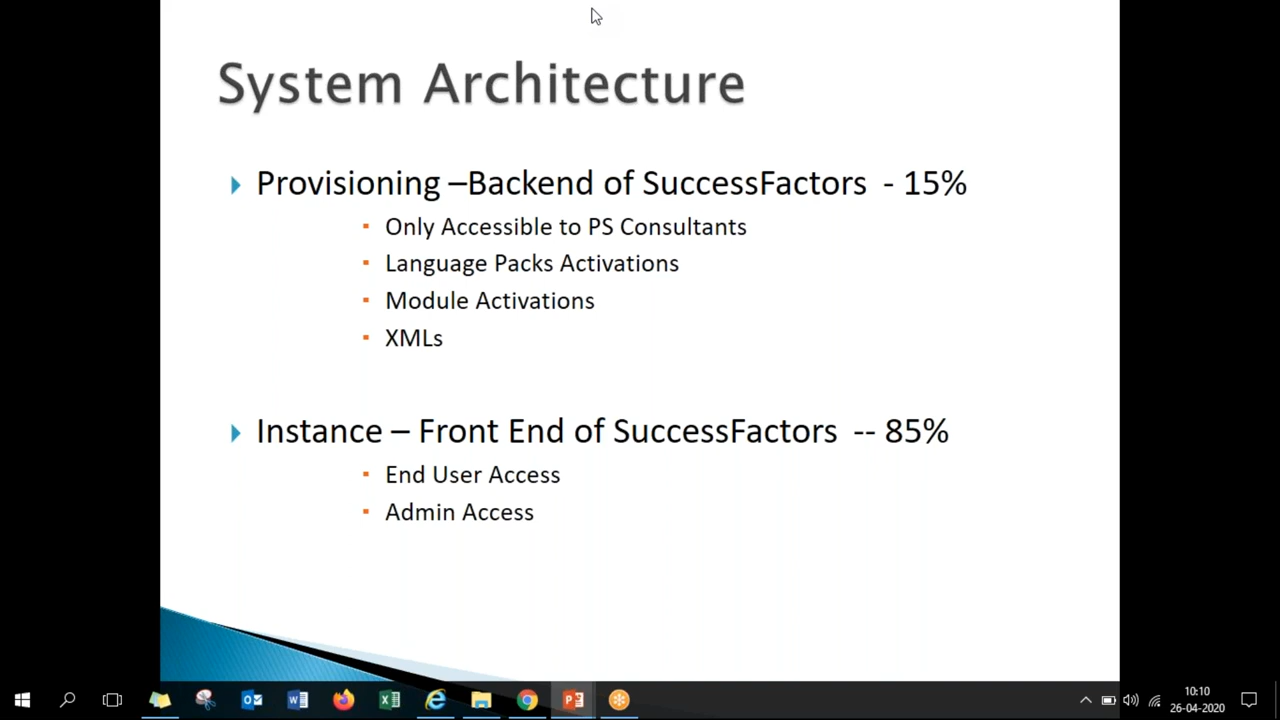 System Architecture
Provisioning –Backend of SuccessFactors - 15%
Only Accessible to PS Consultants
Language Packs Activations
Module Activations
XMLs
Instance – Front End of SuccessFactors -- 85%
End User Access
Admin Access
10:10
26-04-2020